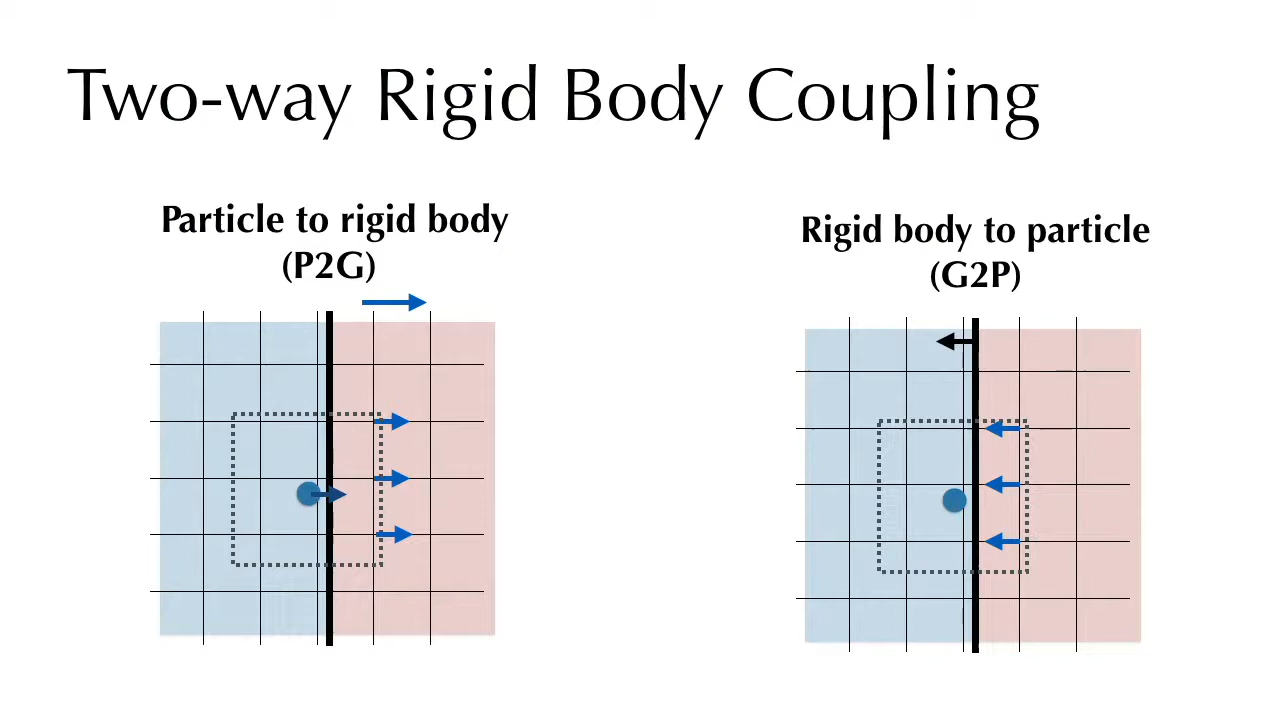 Two-way Rigid Body Coupling
Particle to rigid body
(P2G)
Rigid body to particle
(G2P)